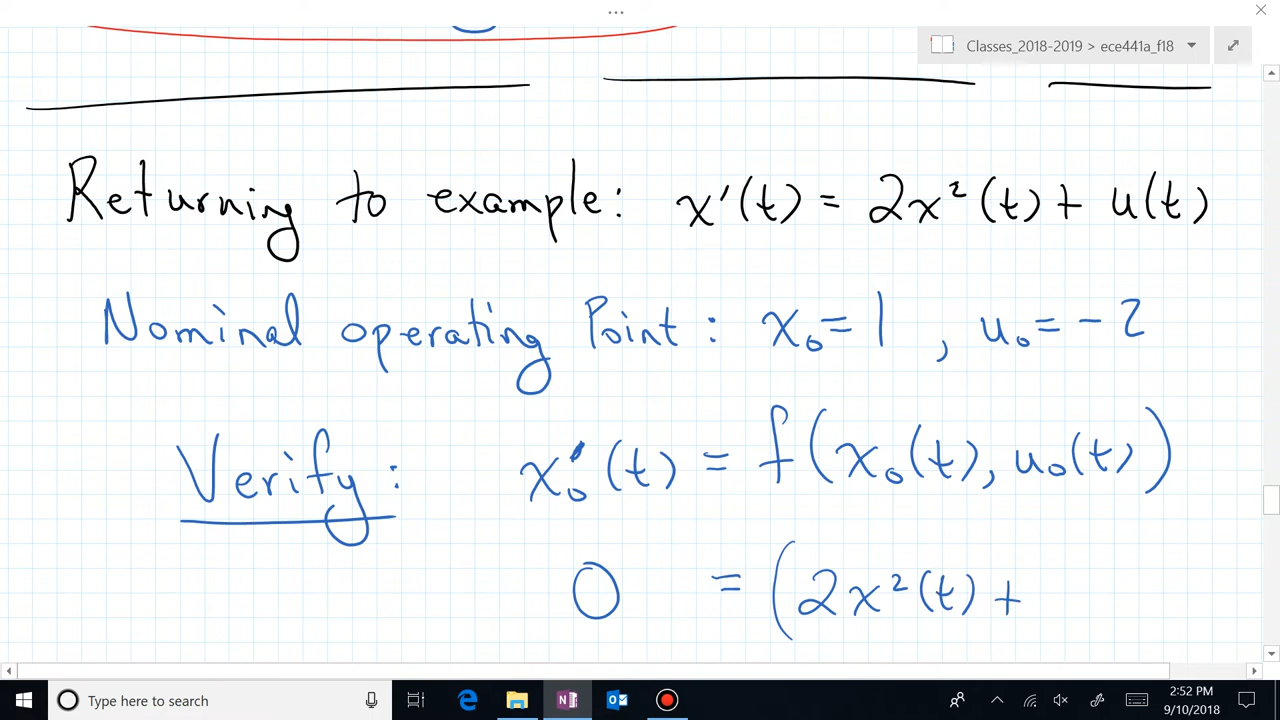 Classes_2018-2019 > ece441a_f18
Returning to example: x'(t) = 2x²(t) + u(t)
Nominal operating Point: x₀ = 1, u₀ = -2
Verify: x₀'(t) = f(x₀(t), u₀(t))
0 = (2x²(t) +
Type here to search
2:52 PM
9/10/2018